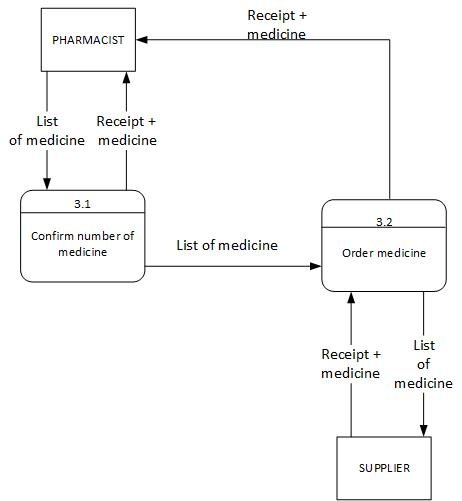 Receipt +
medicine
PHARMACIST
List
of medicine
Receipt +
medicine
3.1
Confirm number of
medicine
List of medicine
3.2
Order medicine
Receipt +
medicine
List
of
medicine
SUPPLIER